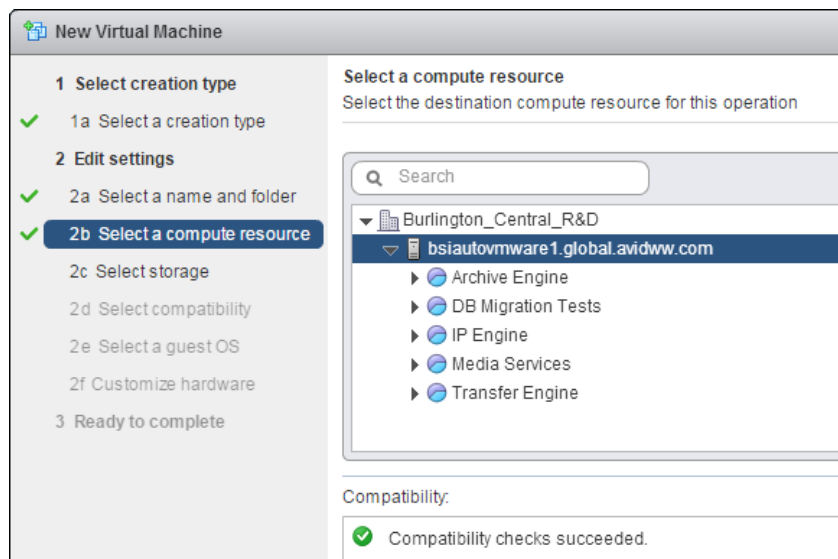 New Virtual Machine
1 Select creation type
1a Select a creation type
2 Edit settings
2a Select a name and folder
2b Select a compute resource
2c Select storage
2d Select compatibility
2e Select a guest OS
2f Customize hardware
3 Ready to complete
Select a compute resource
Select the destination compute resource for this operation
Search
Burlington_Central_R&D
bsiautovmware1.global.avidww.com
Archive Engine
DB Migration Tests
IP Engine
Media Services
Transfer Engine
Compatibility:
Compatibility checks succeeded.